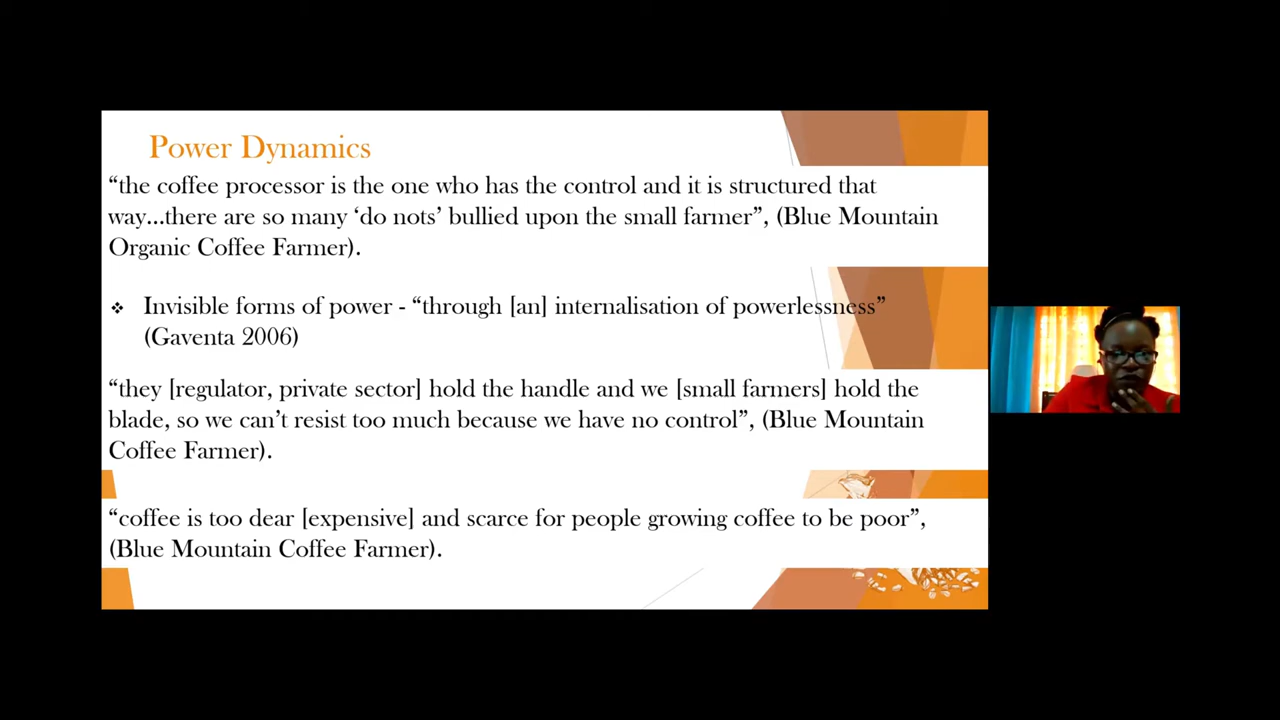 Power Dynamics
“the coffee processor is the one who has the control and it is structured that
way...there are so many ‘do nots’ bullied upon the small farmer”, (Blue Mountain
Organic Coffee Farmer).
❖ Invisible forms of power - “through [an] internalisation of powerlessness”
(Gaventa 2006)
“they [regulator, private sector] hold the handle and we [small farmers] hold the
blade, so we can’t resist too much because we have no control”, (Blue Mountain
Coffee Farmer).
“coffee is too dear [expensive] and scarce for people growing coffee to be poor”,
(Blue Mountain Coffee Farmer).